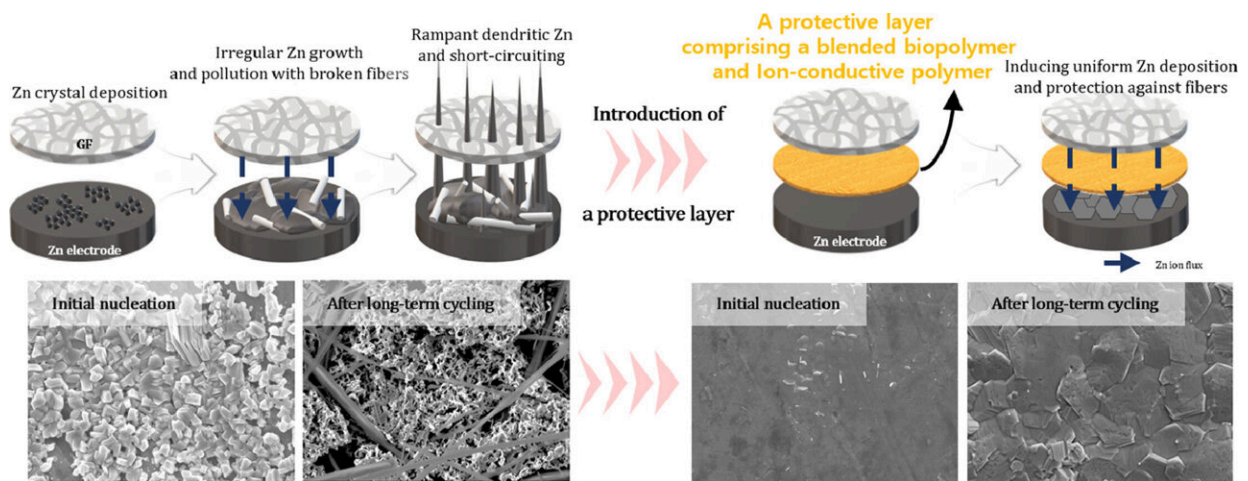 Zn crystal deposition
GF
Zn electrode
Irregular Zn growth
and pollution with broken fibers
Rampant dendritic Zn
and short-circuiting
Introduction of
a protective layer
A protective layer
comprising a blended biopolymer
and Ion-conductive polymer
Zn electrode
Inducing uniform Zn deposition
and protection against fibers
Zn ion flux
Initial nucleation
After long-term cycling
Initial nucleation
After long-term cycling